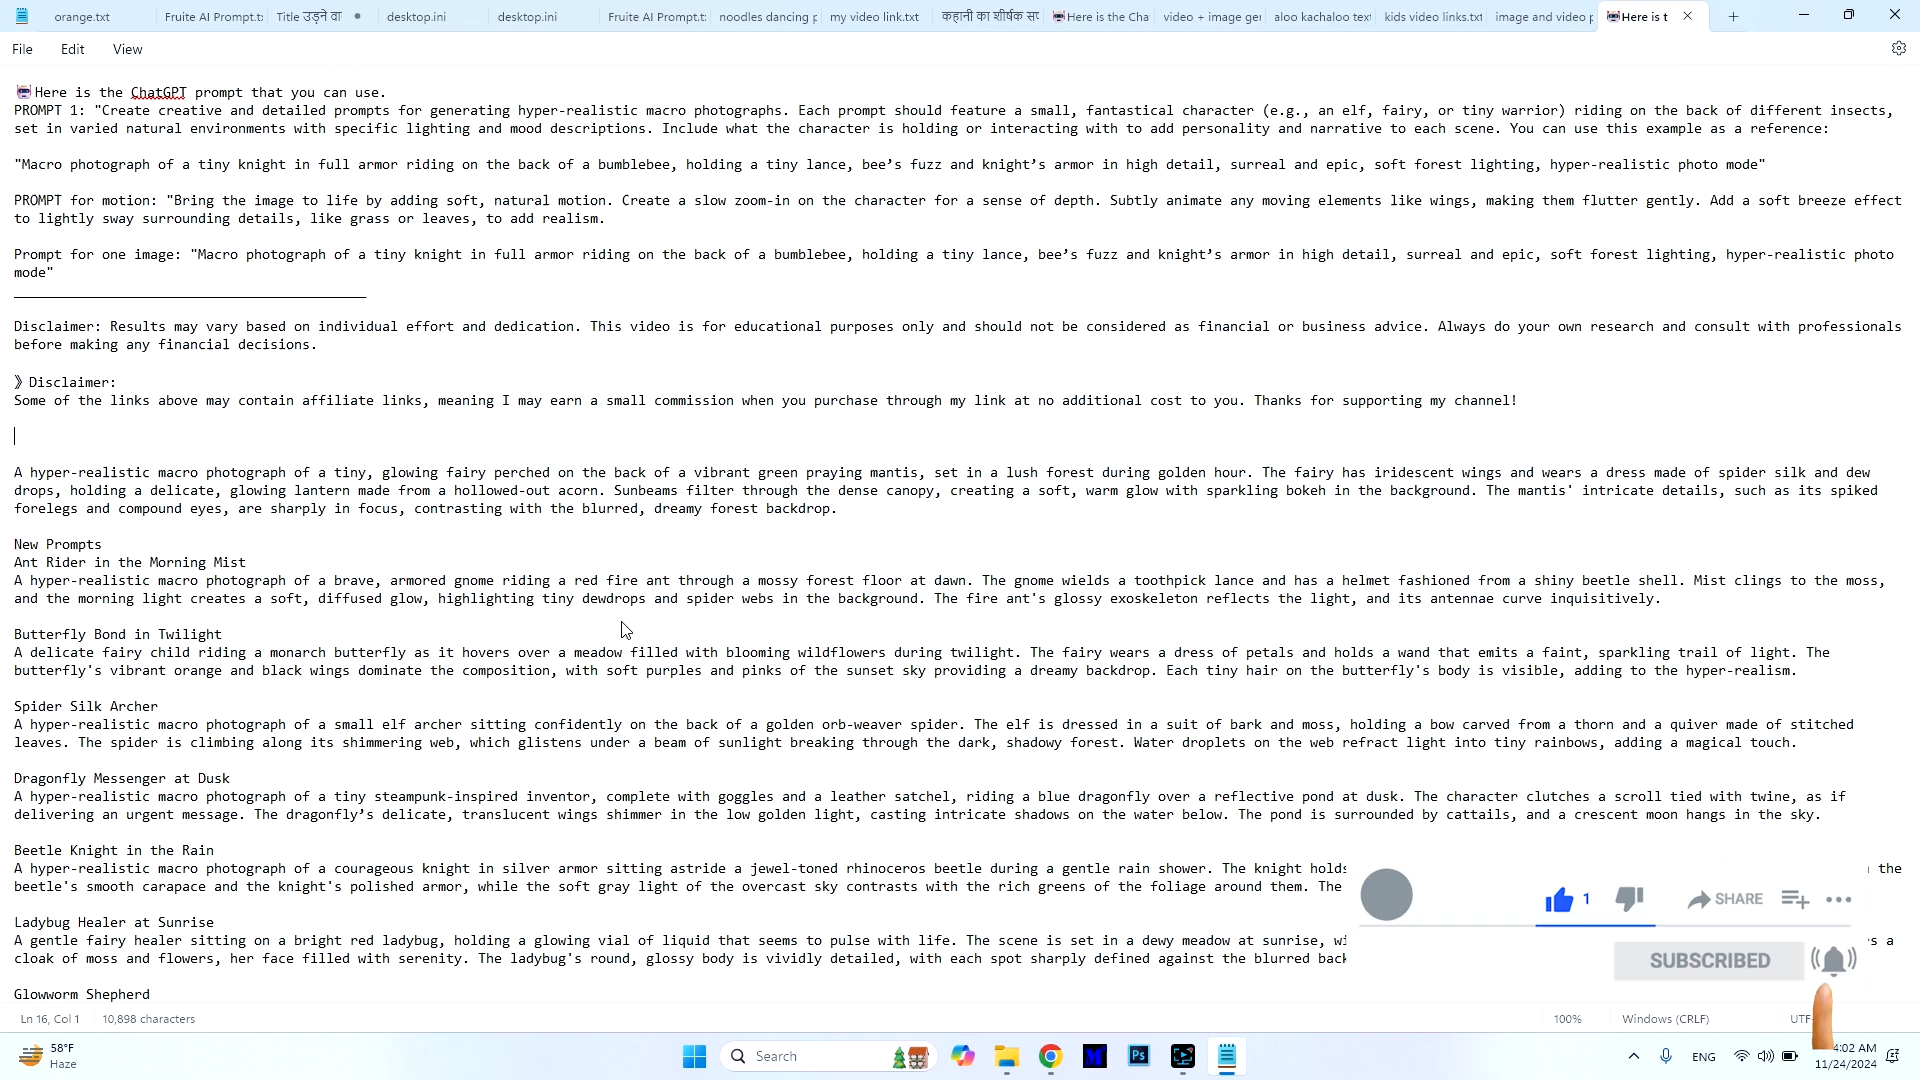 orange.txt
Fruite AI Prompt.t
Title उड़ने वा
desktop.ini
desktop.ini
Fruite AI Prompt.t
noodles dancing p
my video link.txt
कहानी का शीर्षक
Here is the Cha
video + image ge
aloo kachaloo tex
kids video links.txt
image and video p
Here is t
File Edit View
Here is the ChatGPT prompt that you can use.
PROMPT 1: "Create creative and detailed prompts for generating hyper-realistic macro photographs. Each prompt should feature a small, fantastical character (e.g., an elf, fairy, or tiny warrior) riding on the back of different insects,
set in varied natural environments with specific lighting and mood descriptions. Include what the character is holding or interacting with to add personality and narrative to each scene. You can use this example as a reference:
"Macro photograph of a tiny knight in full armor riding on the back of a bumblebee, holding a tiny lance, bee’s fuzz and knight’s armor in high detail, surreal and epic, soft forest lighting, hyper-realistic photo mode"
PROMPT for motion: "Bring the image to life by adding soft, natural motion. Create a slow zoom-in on the character for a sense of depth. Subtly animate any moving elements like wings, making them flutter gently. Add a soft breeze effect
to lightly sway surrounding details, like grass or leaves, to add realism.
Prompt for one image: "Macro photograph of a tiny knight in full armor riding on the back of a bumblebee, holding a tiny lance, bee’s fuzz and knight’s armor in high detail, surreal and epic, soft forest lighting, hyper-realistic photo
mode"
____________________________________________
Disclaimer: Results may vary based on individual effort and dedication. This video is for educational purposes only and should not be considered as financial or business advice. Always do your own research and consult with professionals
before making any financial decisions.
》Disclaimer:
Some of the links above may contain affiliate links, meaning I may earn a small commission when you purchase through my link at no additional cost to you. Thanks for supporting my channel!
A hyper-realistic macro photograph of a tiny, glowing fairy perched on the back of a vibrant green praying mantis, set in a lush forest during golden hour. The fairy has iridescent wings and wears a dress made of spider silk and dew
drops, holding a delicate, glowing lantern made from a hollowed-out acorn. Sunbeams filter through the dense canopy, creating a soft, warm glow with sparkling bokeh in the background. The mantis' intricate details, such as its spiked
forelegs and compound eyes, are sharply in focus, contrasting with the blurred, dreamy forest backdrop.
New Prompts
Ant Rider in the Morning Mist
A hyper-realistic macro photograph of a brave, armored gnome riding a red fire ant through a mossy forest floor at dawn. The gnome wields a toothpick lance and has a helmet fashioned from a shiny beetle shell. Mist clings to the moss,
and the morning light creates a soft, diffused glow, highlighting tiny dewdrops and spider webs in the background. The fire ant's glossy exoskeleton reflects the light, and its antennae curve inquisitively.
Butterfly Bond in Twilight
A delicate fairy child riding a monarch butterfly as it hovers over a meadow filled with blooming wildflowers during twilight. The fairy wears a dress of petals and holds a wand that emits a faint, sparkling trail of light. The
butterfly's vibrant orange and black wings dominate the composition, with soft purples and pinks of the sunset sky providing a dreamy backdrop. Each tiny hair on the butterfly's body is visible, adding to the hyper-realism.
Spider Silk Archer
A hyper-realistic macro photograph of a small elf archer sitting confidently on the back of a golden orb-weaver spider. The elf is dressed in a suit of bark and moss, holding a bow carved from a thorn and a quiver made of stitched
leaves. The spider is climbing along its shimmering web, which glistens under a beam of sunlight breaking through the dark, shadowy forest. Water droplets on the web refract light into tiny rainbows, adding a magical touch.
Dragonfly Messenger at Dusk
A hyper-realistic macro photograph of a tiny steampunk-inspired inventor, complete with goggles and a leather satchel, riding a blue dragonfly over a reflective pond at dusk. The character clutches a scroll tied with twine, as if
delivering an urgent message. The dragonfly’s delicate, translucent wings shimmer in the low golden light, casting intricate shadows on the water below. The pond is surrounded by cattails, and a crescent moon hangs in the sky.
Beetle Knight in the Rain
A hyper-realistic macro photograph of a courageous knight in silver armor sitting astride a jewel-toned rhinoceros beetle during a gentle rain shower. The knight holds the
beetle's smooth carapace and the knight's polished armor, while the soft gray light of the overcast sky contrasts with the rich greens of the foliage around them. The
1 SHARE
Ladybug Healer at Sunrise
A gentle fairy healer sitting on a bright red ladybug, holding a glowing vial of liquid that seems to pulse with life. The scene is set in a dewy meadow at sunrise, wi s a
cloak of moss and flowers, her face filled with serenity. The ladybug's round, glossy body is vividly detailed, with each spot sharply defined against the blurred bac
SUBSCRIBED
Glowworm Shepherd
Ln 16, Col 1 10,898 characters 100% Windows (CRLF) UTF-
58°F
Haze
Search
Ps
ENG
4:02 AM
11/24/2024